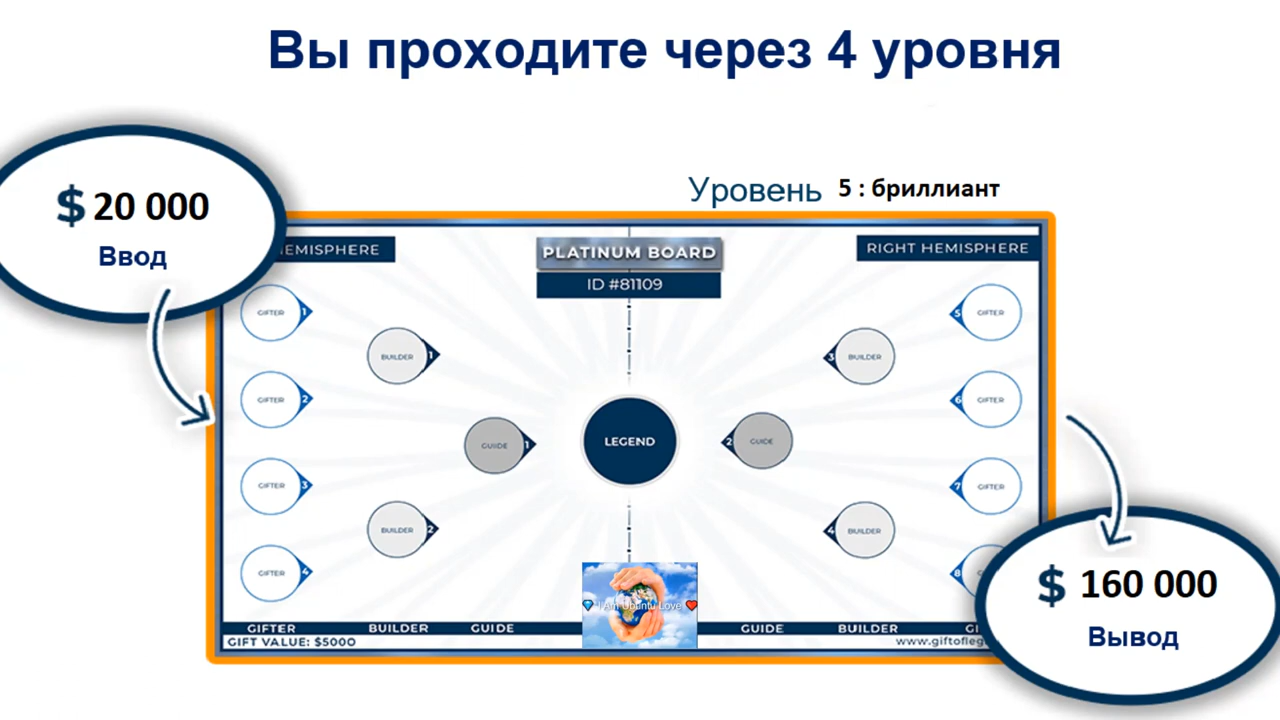 Вы проходите через 4 уровня
Уровень 5 : бриллиант
$ 20 000
Ввод
HEMISPHERE
PLATINUM BOARD
ID #81109
RIGHT HEMISPHERE
GIFTER 1
BUILDER 1
GIFTER 2
GUIDE 1
BUILDER 2
GIFTER 3
GIFTER 4
LEGEND
5 GIFTER
3 BUILDER
6 GIFTER
2 GUIDE
7 GIFTER
4 BUILDER
8
I Am Ubuntu Love
$ 160 000
Вывод
GIFTER BUILDER GUIDE GUIDE BUILDER
GIFT VALUE: $5000